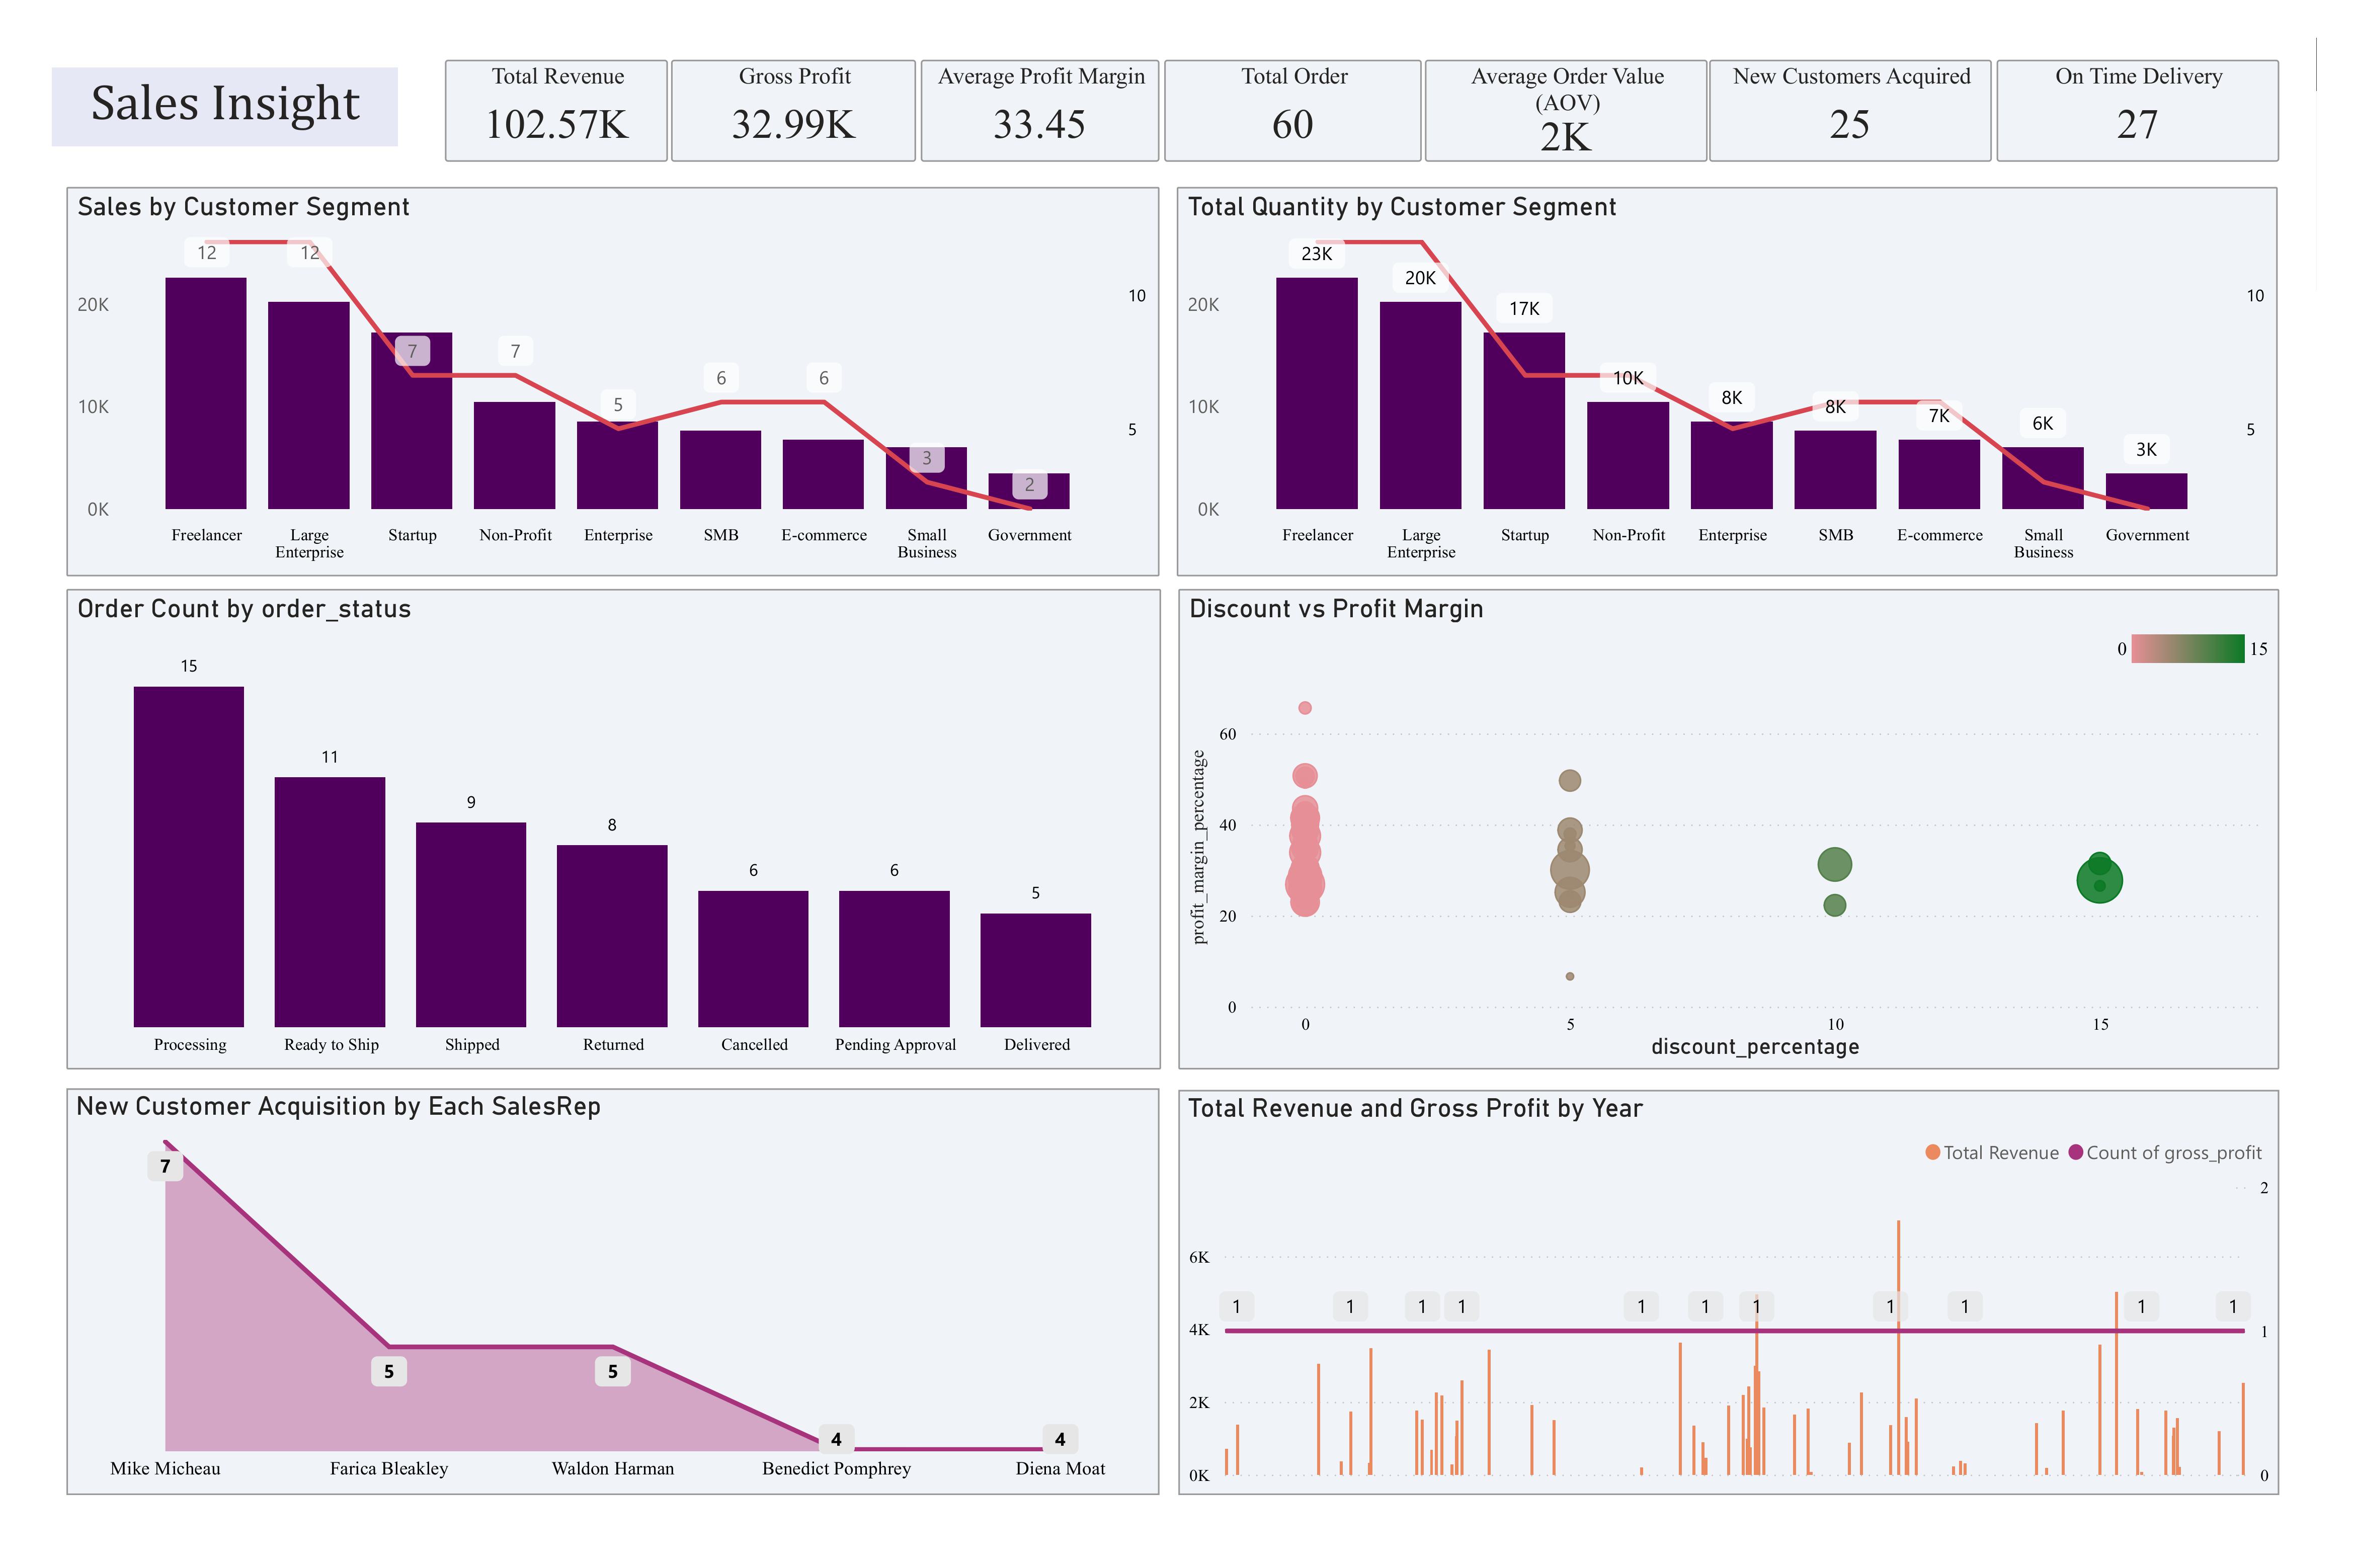 Sales Insight
Total Revenue
102.57K
Gross Profit
32.99K
Average Profit Margin
33.45
Total Order
60
Average Order Value
(AOV)
2K
New Customers Acquired
25
On Time Delivery
27
Sales by Customer Segment
12 12 7 7 5 6 6 3 2
20K
10K
0K
10
5
Freelancer Large Enterprise Startup Non-Profit Enterprise SMB E-commerce Small Business Government
Total Quantity by Customer Segment
23K 20K 17K 10K 8K 8K 7K 6K 3K
20K
10K
0K
10
5
Freelancer Large Enterprise Startup Non-Profit Enterprise SMB E-commerce Small Business Government
Order Count by order_status
15 11 9 8 6 6 5
Processing Ready to Ship Shipped Returned Cancelled Pending Approval Delivered
Discount vs Profit Margin
0 15
profit_margin_percentage
60
40
20
0
0 5 10 15
discount_percentage
New Customer Acquisition by Each SalesRep
7 5 5 4 4
Mike Micheau Farica Bleakley Waldon Harman Benedict Pomphrey Diena Moat
Total Revenue and Gross Profit by Year
Total Revenue Count of gross_profit
6K
4K
2K
0K
1 1 1 1 1 1 1 1 1 1 1
2
1
0